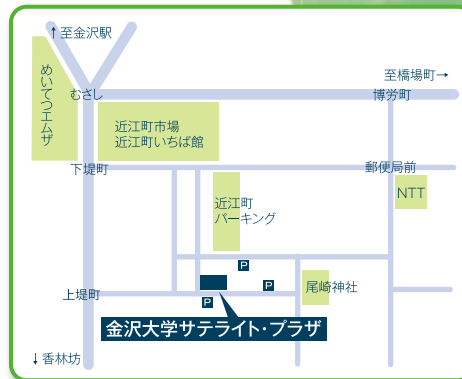 ↑至金沢駅
至橋場町→
めいてつエムザ
むさし
博労町
近江町市場
近江町いちば館
下堤町
郵便局前
NTT
近江町
パーキング
P
P
P
尾崎神社
上堤町
金沢大学サテライト・プラザ
↓香林坊